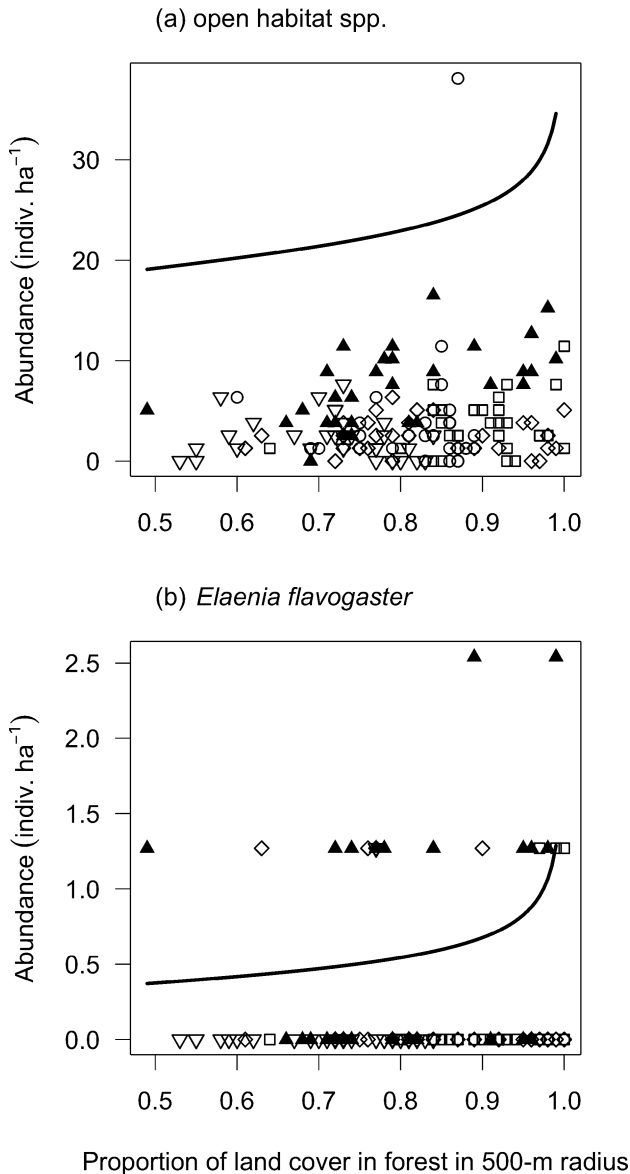 (a) open habitat spp.
Abundance (indiv. ha⁻¹)
30
20
10
0
0.5 0.6 0.7 0.8 0.9 1.0
(b) Elaenia flavogaster
Abundance (indiv. ha⁻¹)
2.5
2.0
1.5
1.0
0.5
0.0
0.5 0.6 0.7 0.8 0.9 1.0
Proportion of land cover in forest in 500-m radius